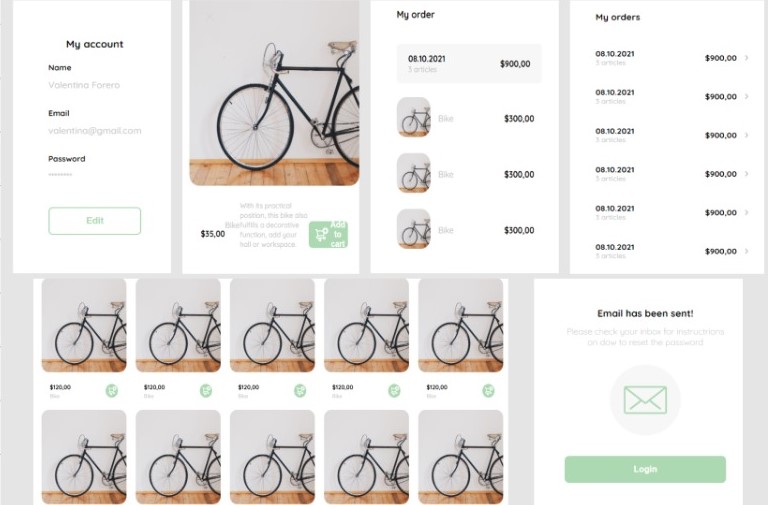 My account
Name
Valentina Forero
Email
valentina@gmail.com
Password
Edit
$35,00
Bike
With its practical
position, this bike also
fulfills a decorative
function, add your
hall or workspace.
Add
to
cart
My order
08.10.2021
3 articles
$900,00
Bike
$300,00
Bike
$300,00
Bike
$300,00
My orders
08.10.2021
3 articles
$900,00
08.10.2021
3 articles
$900,00
08.10.2021
3 articles
$900,00
08.10.2021
3 articles
$900,00
08.10.2021
3 articles
$900,00
08.10.2021
3 articles
$900,00
$120,00
Bike
$120,00
Bike
$120,00
Bike
$120,00
Bike
$120,00
Bike
Email has been sent!
Please check your inbox for instructrions
on dow to reset the password
Login